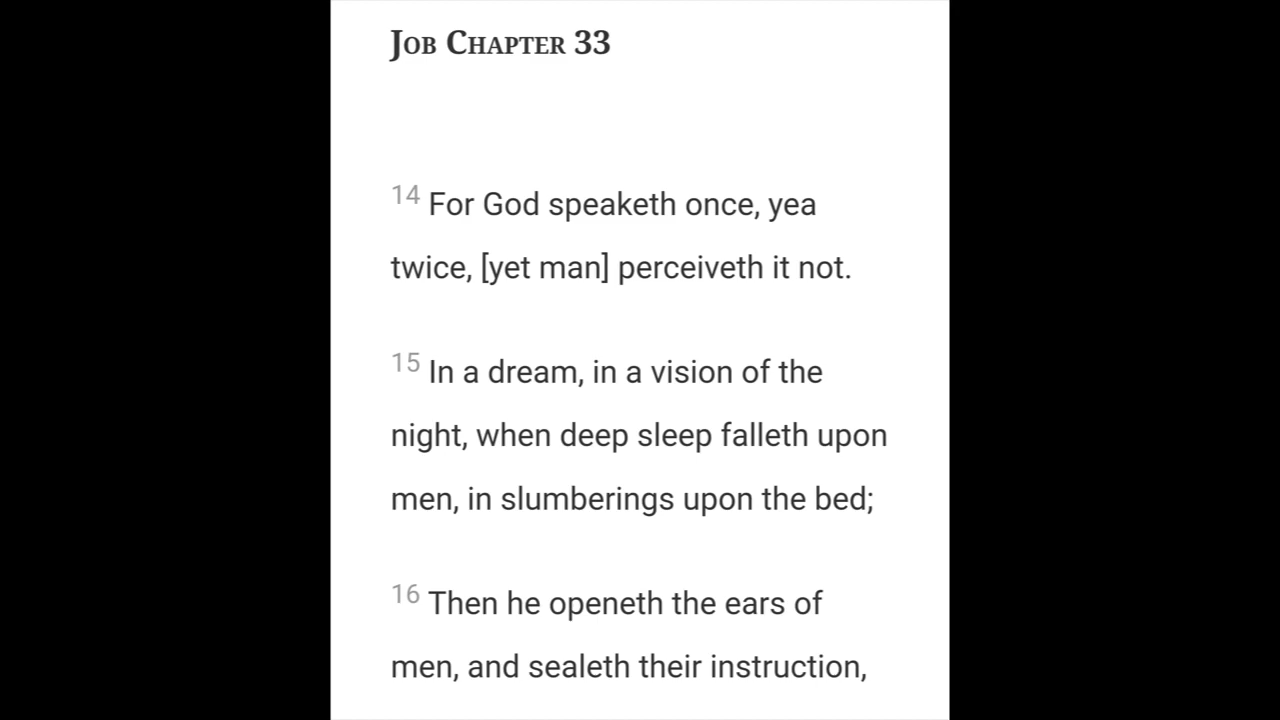 Job Chapter 33
14 For God speaketh once, yea
twice, [yet man] perceiveth it not.
15 In a dream, in a vision of the
night, when deep sleep falleth upon
men, in slumberings upon the bed;
16 Then he openeth the ears of
men, and sealeth their instruction,